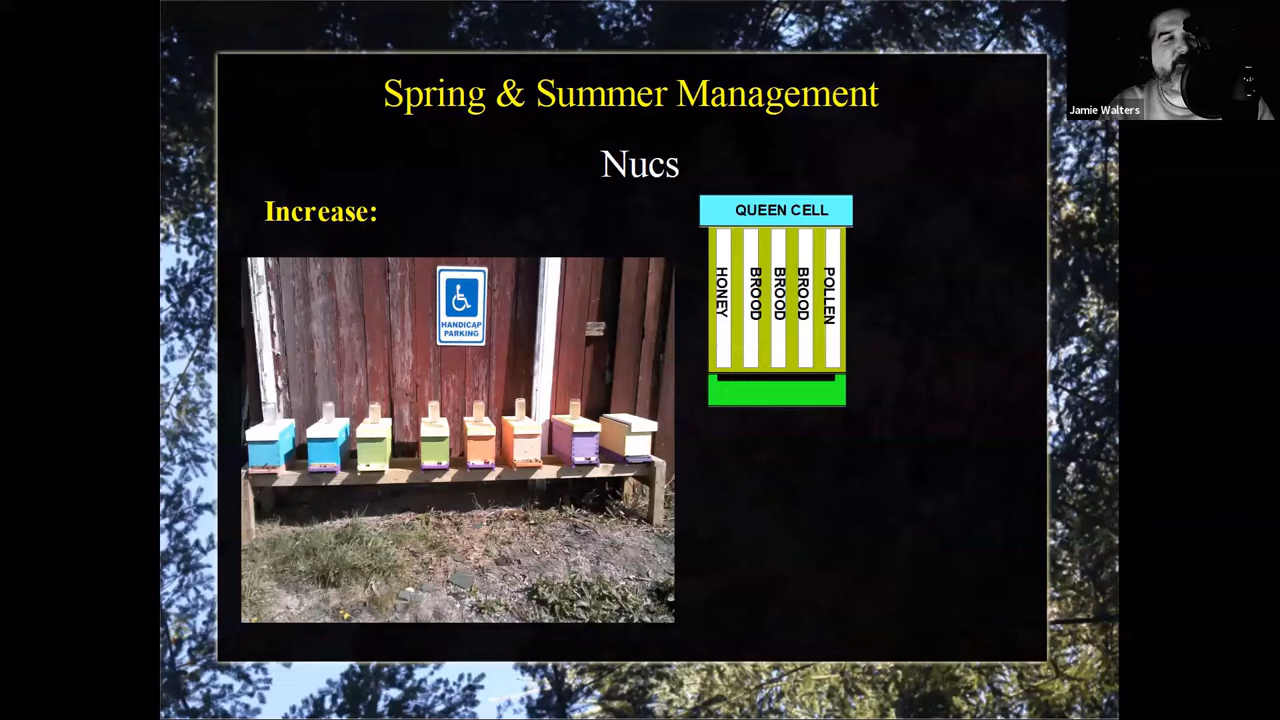 Spring & Summer Management
Nucs
Increase:
QUEEN CELL
HONEY
BROOD
BROOD
BROOD
POLLEN
HANDICAP
PARKING
Jamie Walters